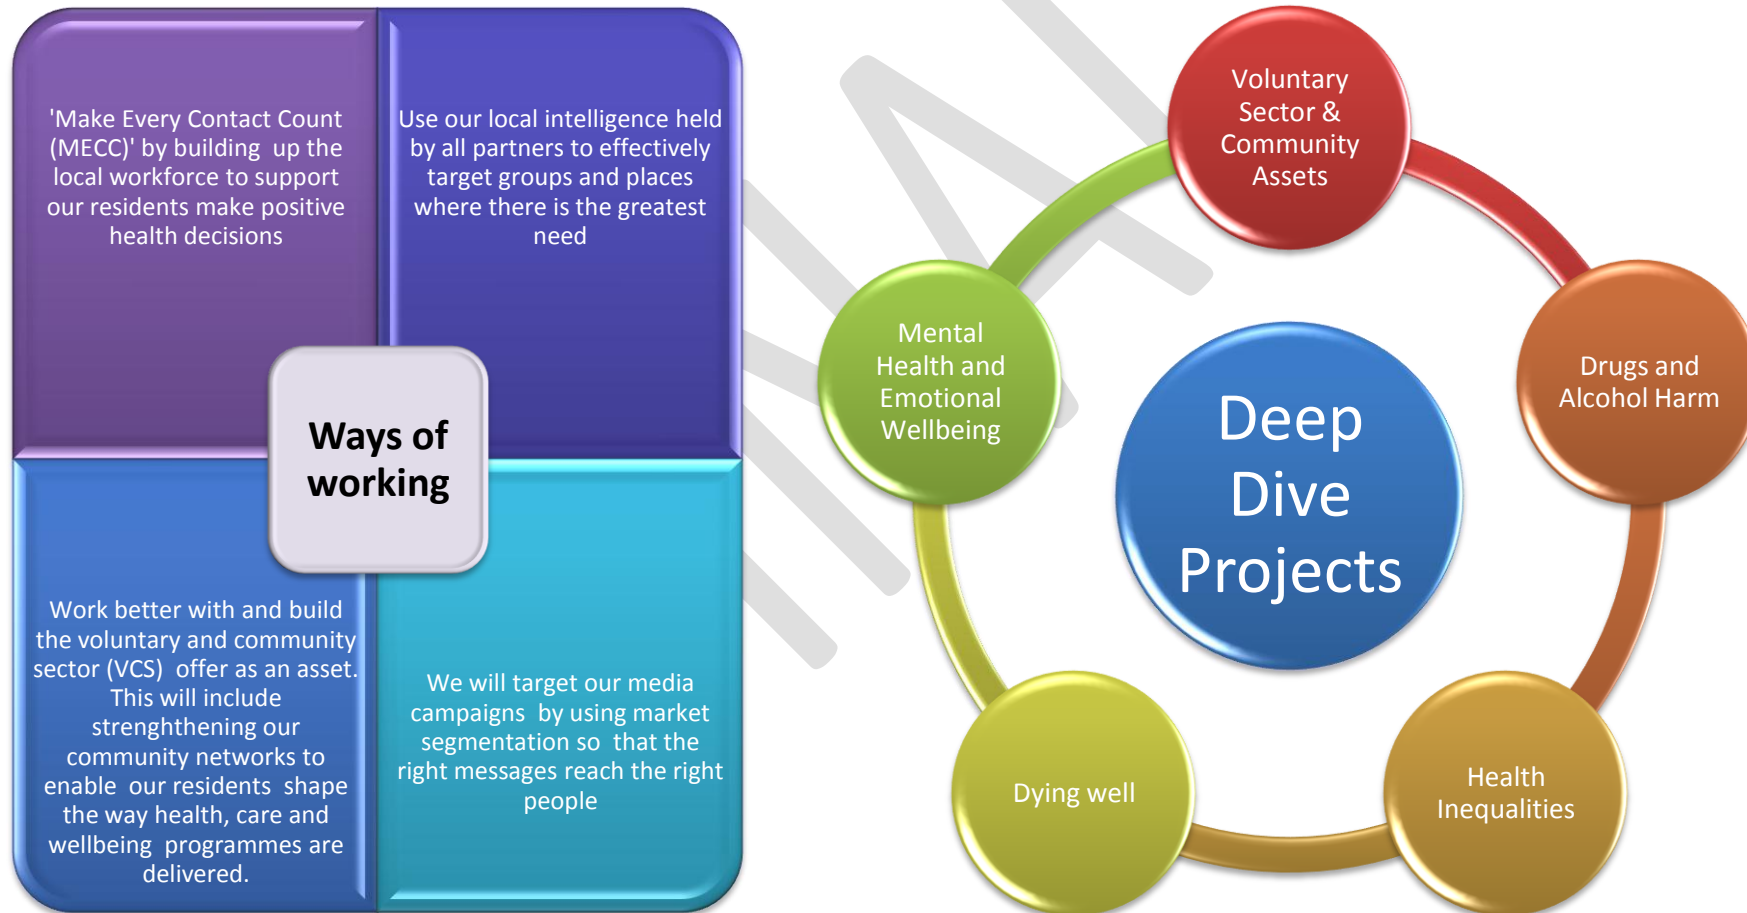 'Make Every Contact Count
(MECC)' by building up the
local workforce to support
our residents make positive
health decisions
Use our local intelligence held
by all partners to effectively
target groups and places
where there is the greatest
need
Ways of
working
Work better with and build
the voluntary and community
sector (VCS) offer as an asset.
This will include
strenghthening our
community networks to
enable our residents shape
the way health, care and
wellbeing programmes are
delivered.
We will target our media
campaigns by using market
segmentation so that the
right messages reach the right
people
Voluntary
Sector &
Community
Assets
Drugs and
Alcohol Harm
Health
Inequalities
Dying well
Mental
Health and
Emotional
Wellbeing
Deep
Dive
Projects